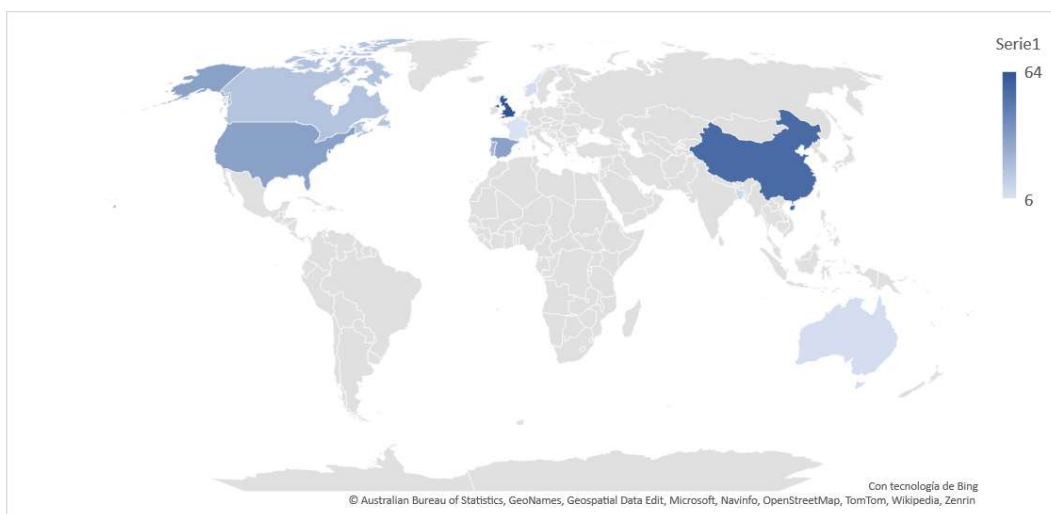 Serie1
64
6
Con tecnología de Bing
© Australian Bureau of Statistics, GeoNames, Geospatial Data Edit, Microsoft, Navinfo, OpenStreetMap, TomTom, Wikipedia, Zenrin